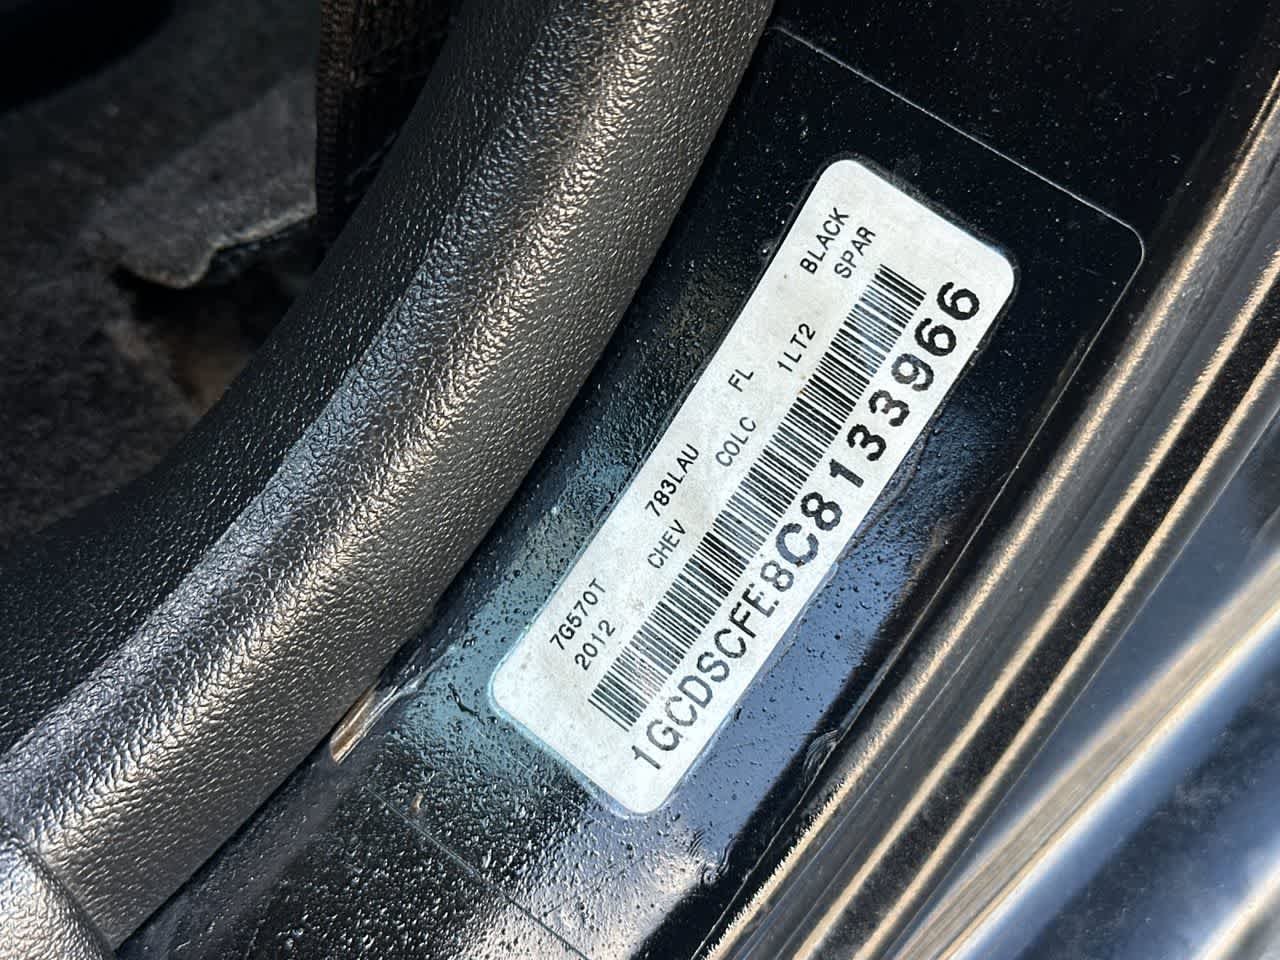 7G570T 783LAU FL BLACK
2012 CHEV COLC 1LT2 SPAR
1GCDSCFE8C8133966